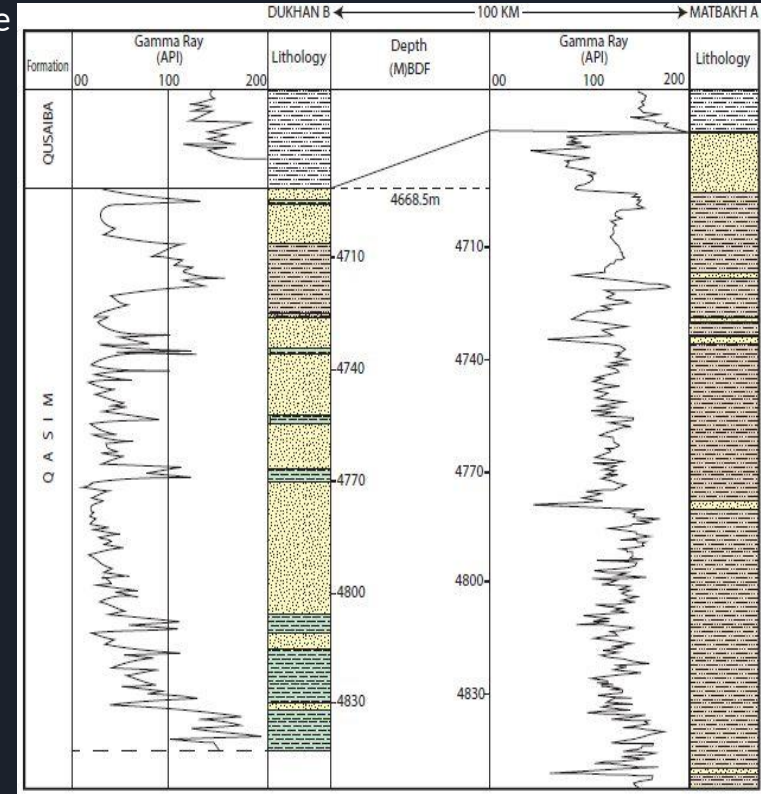 e
DUKHAN B 100 KM MATBAKH A
Formation
Gamma Ray
(API)
00 100 200
Lithology
Depth
(M)BDF
Gamma Ray
(API)
00 100 200
Lithology
QUSAIBA
QASIM
4668.5m
4710
4740
4770
4800
4830
4710
4740
4770
4800
4830